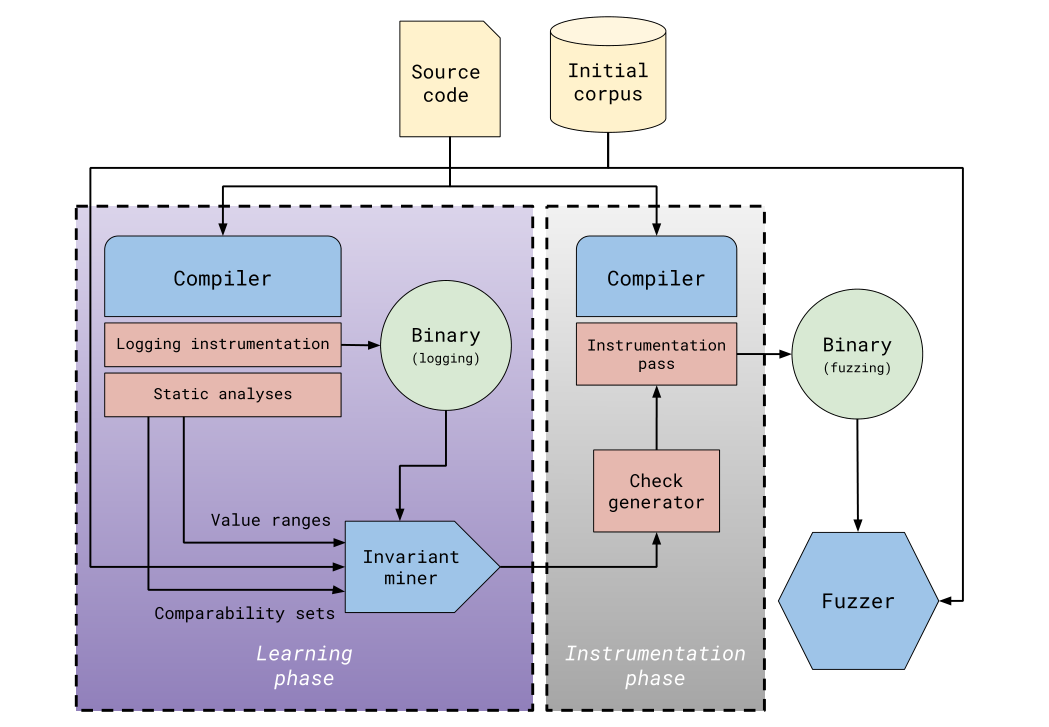 Source
code
Initial
corpus
Compiler
Logging instrumentation
Static analyses
Binary
(logging)
Value ranges
Invariant
miner
Comparability sets
Learning
phase
Compiler
Instrumentation
pass
Check
generator
Instrumentation
phase
Binary
(fuzzing)
Fuzzer